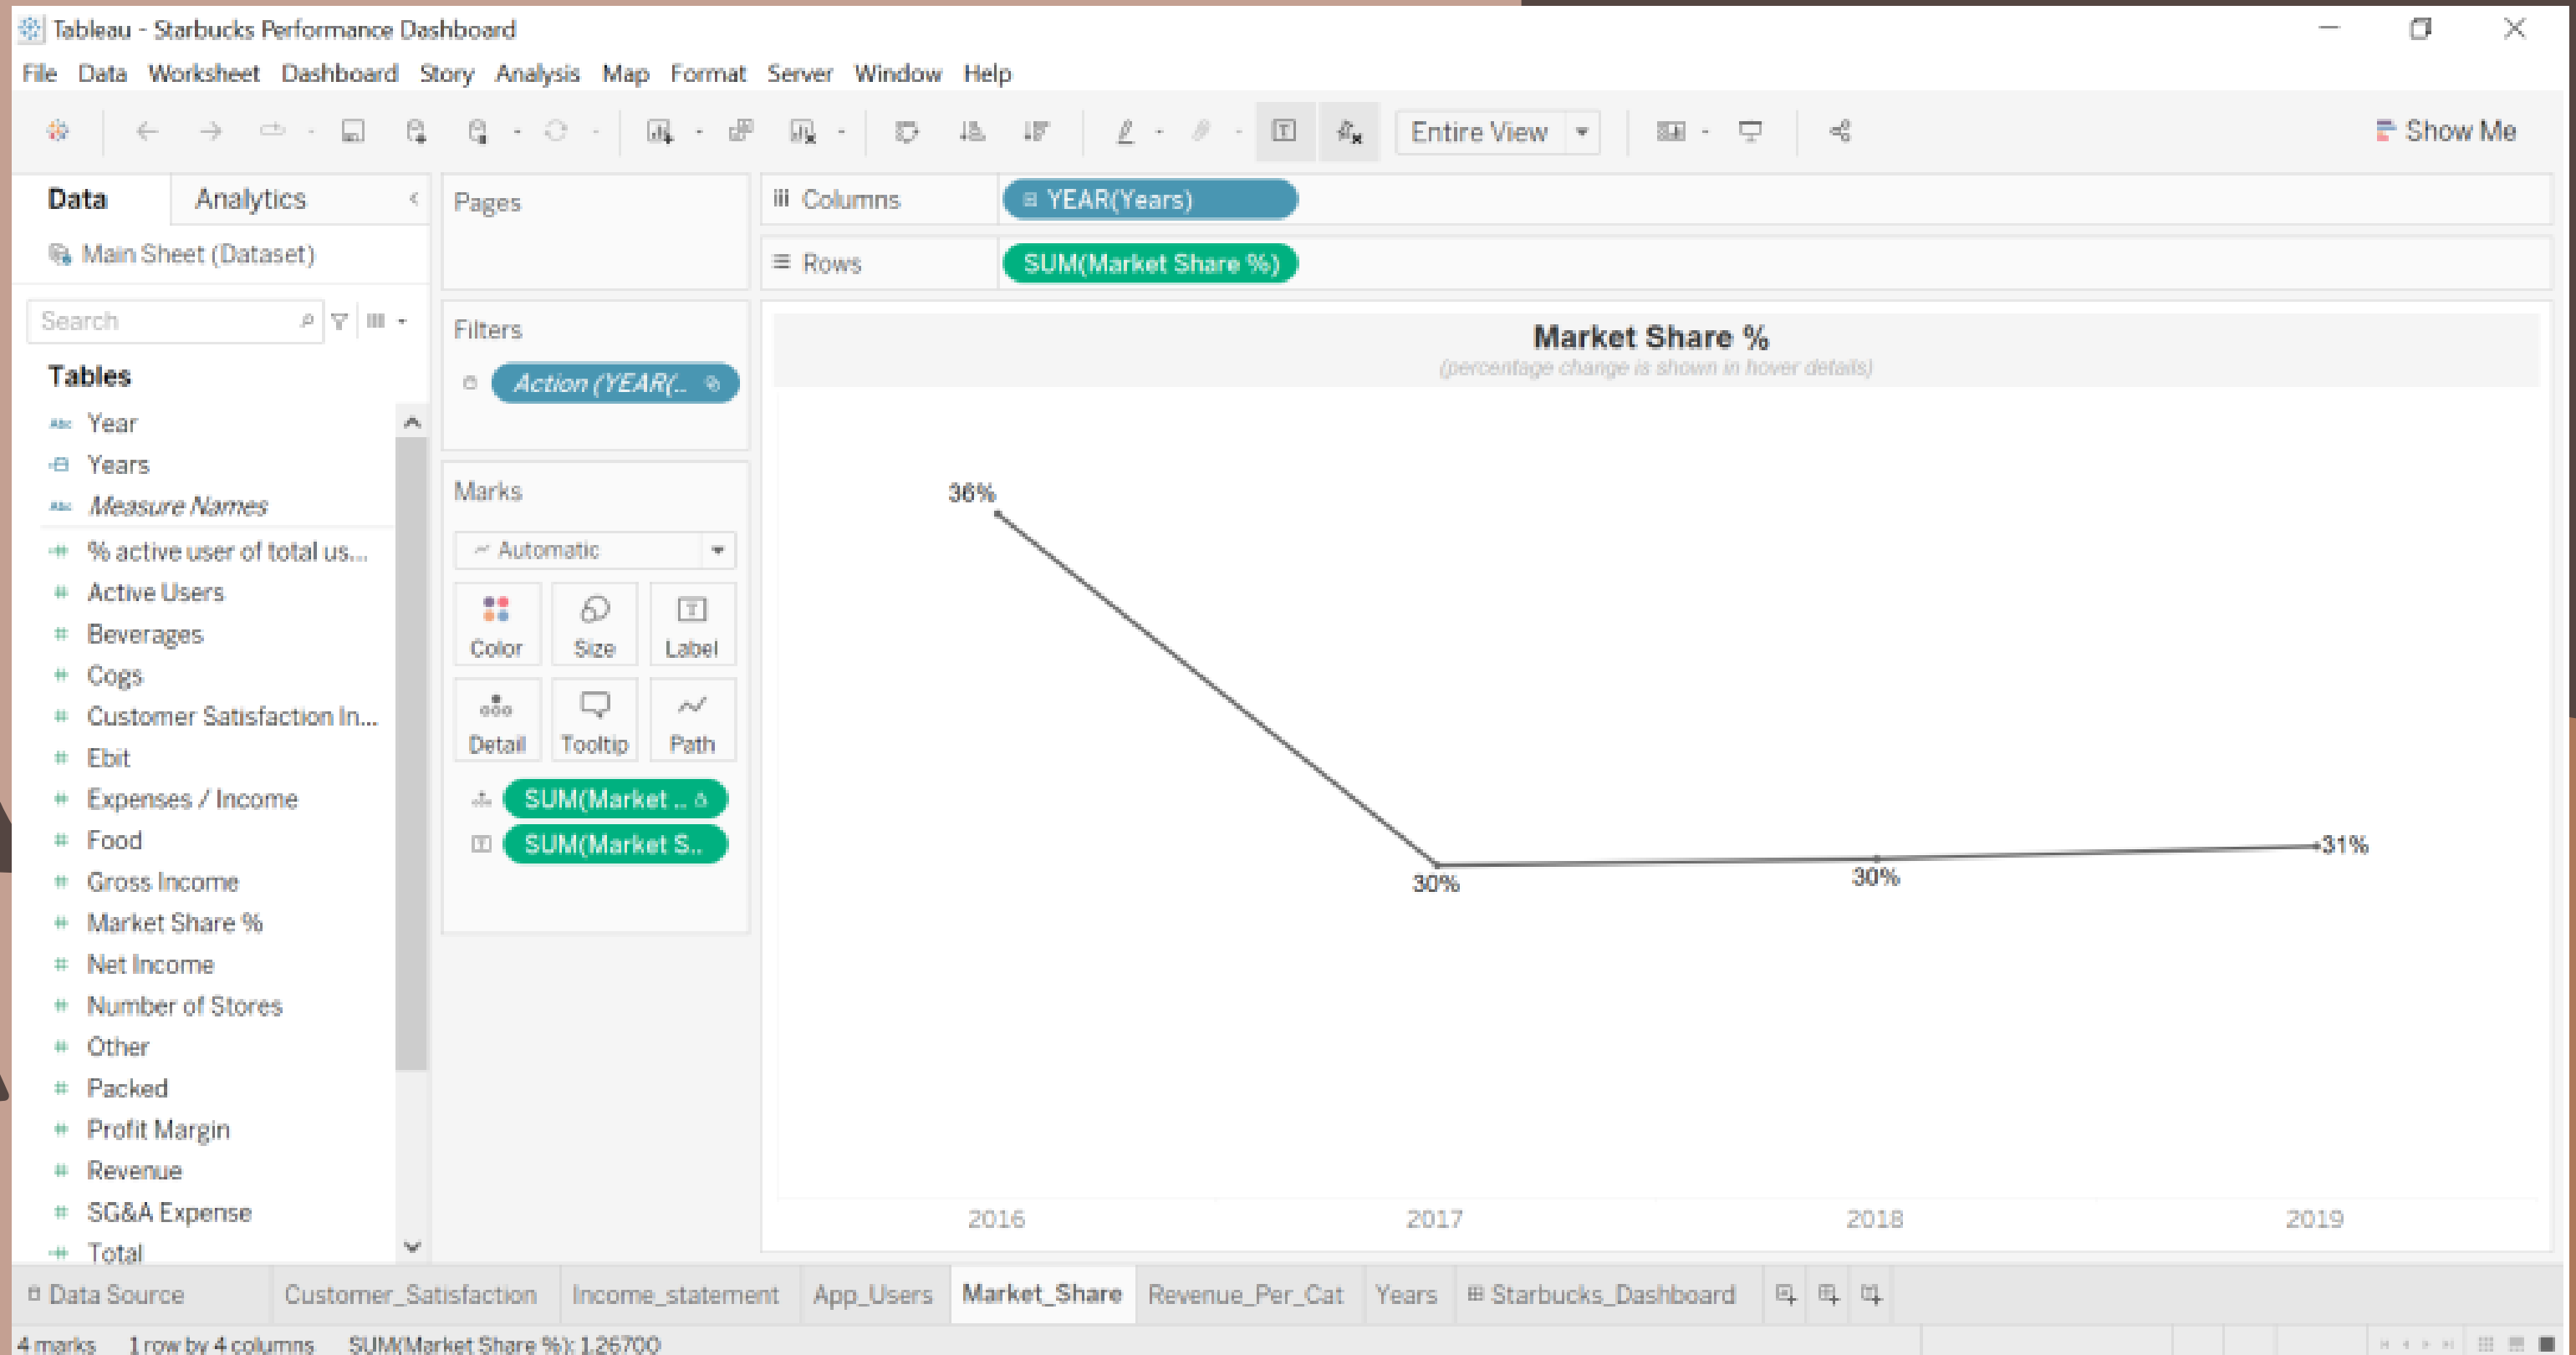 Tableau - Starbucks Performance Dashboard
File Data Worksheet Dashboard Story Analysis Map Format Server Window Help
Entire View
Show Me
Data Analytics
Main Sheet (Dataset)
Search
Tables
Abc Year
Years
Abc Measure Names
% active user of total us...
Active Users
Beverages
Cogs
Customer Satisfaction In...
Ebit
Expenses / Income
Food
Gross Income
Market Share %
Net Income
Number of Stores
Other
Packed
Profit Margin
Revenue
SG&A Expense
Total
Pages
Filters
Action (YEAR(..
Marks
Automatic
Color Size Label
Detail Tooltip Path
SUM(Market ..
SUM(Market S..
Columns YEAR(Years)
Rows SUM(Market Share %)
Market Share %
(percentage change is shown in hover details)
36%
30%
30%
31%
2016 2017 2018 2019
Data Source Customer_Satisfaction Income_statement App_Users Market_Share Revenue_Per_Cat Years Starbucks_Dashboard
4 marks 1 row by 4 columns SUM(Market Share %): 1.26700